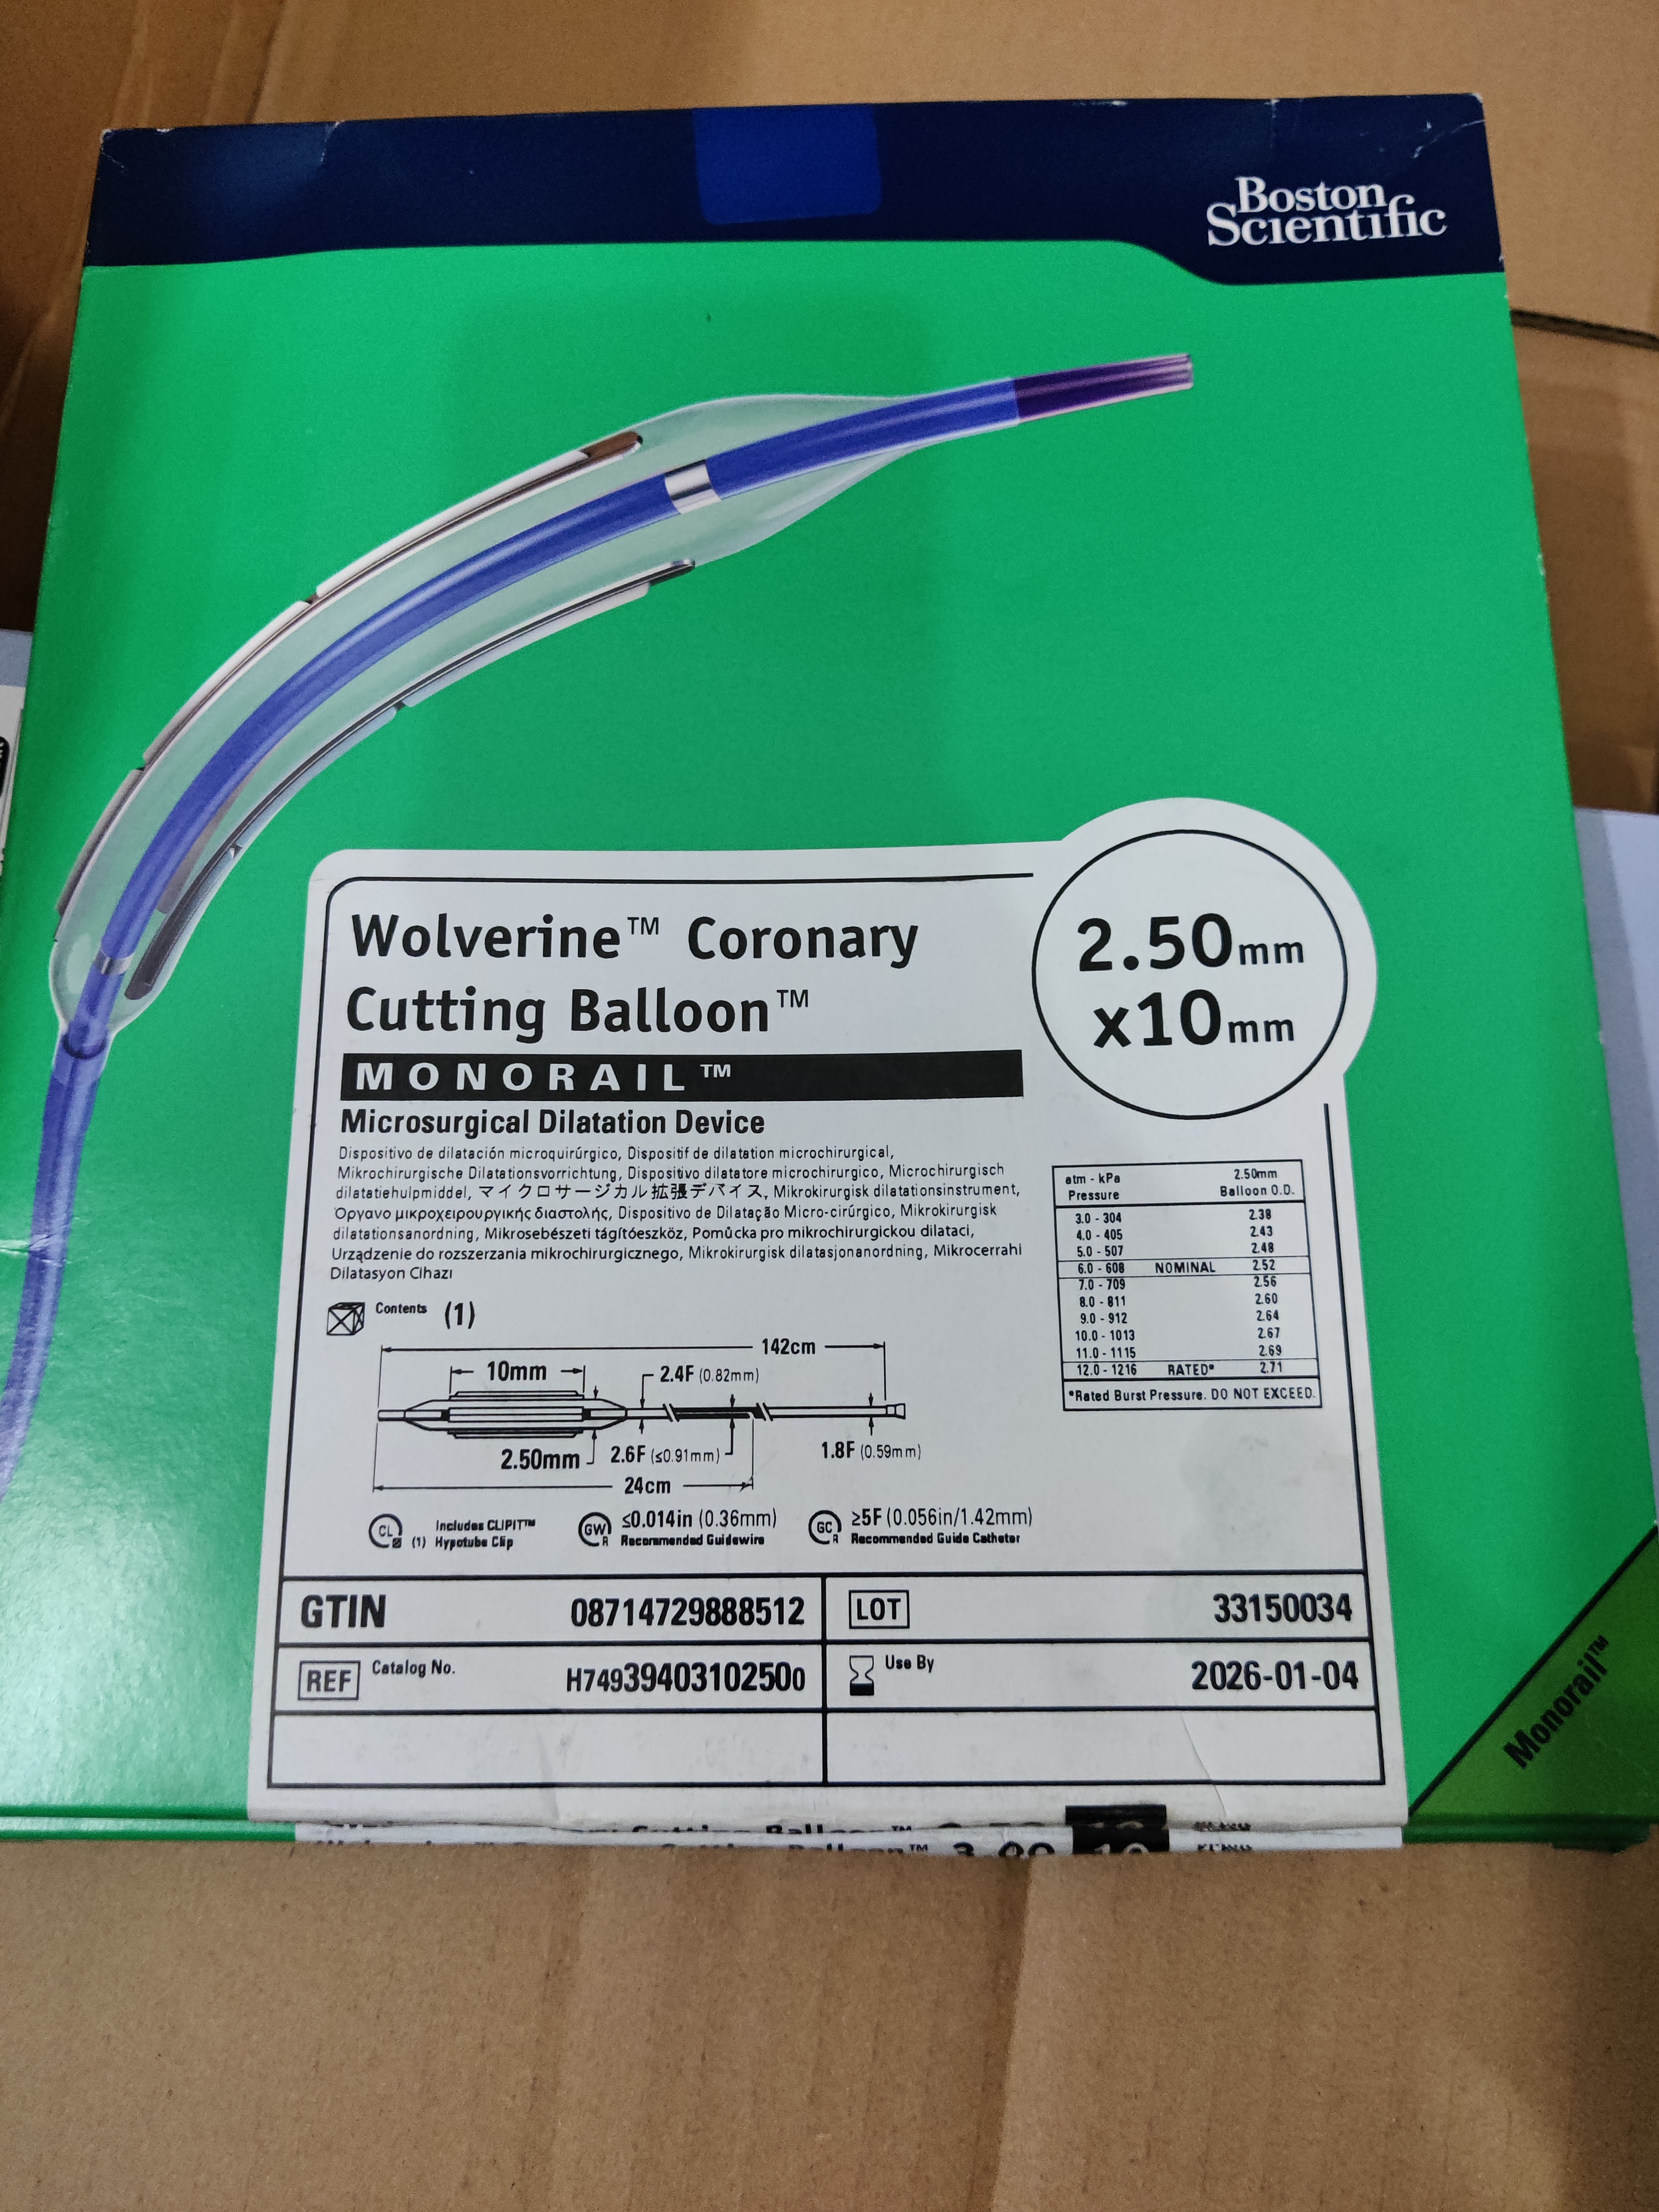 Boston
Scientific
Wolverine™ Coronary
Cutting Balloon™
MONORAIL™
Microsurgical Dilatation Device
2.50mm
x10mm
Dispositivo de dilatación microquirúrgico, Dispositif de dilatation microchirurgical,
Mikrochirurgische Dilatationsvorrichtung, Dispositivo dilatatore microchirurgico, Microchirurgisch
dilatatiehulpmiddel, マイクロサージカル拡張デバイス, Mikrokirurgisk dilatationsinstrument,
Όργανο μικροχειρουργικής διαστολής, Dispositivo de Dilatação Micro-cirúrgico, Mikrokirurgisk
dilatationsanordning, Mikrosebészeti tágítóeszköz, Pomůcka pro mikrochirurgickou dilataci,
Urządzenie do rozszerzania mikrochirurgicznego, Mikrokirurgisk dilatasjonanordning, Mikrocerrahi
Dilatasyon Cihazı
atm - kPa 2.50mm
Pressure Balloon O.D.
3.0 - 304 2.38
4.0 - 405 2.43
5.0 - 507 2.48
6.0 - 608 NOMINAL 2.52
7.0 - 709 2.56
8.0 - 811 2.60
9.0 - 912 2.64
10.0 - 1013 2.67
11.0 - 1115 2.69
12.0 - 1216 RATED* 2.71
*Rated Burst Pressure. DO NOT EXCEED.
Contents (1)
142cm
10mm 2.4F (0.82mm)
2.50mm 2.6F (≤0.91mm) 1.8F (0.59mm)
24cm
CL (1) Includes CLIPIT™
Hypotube Clip
GW R ≤0.014in (0.36mm)
Recommended Guidewire
GC R ≥5F (0.056in/1.42mm)
Recommended Guide Catheter
GTIN 08714729888512
LOT 33150034
REF Catalog No. H74939403102500
Use By 2026-01-04
Monorail™
Cutting Balloon™